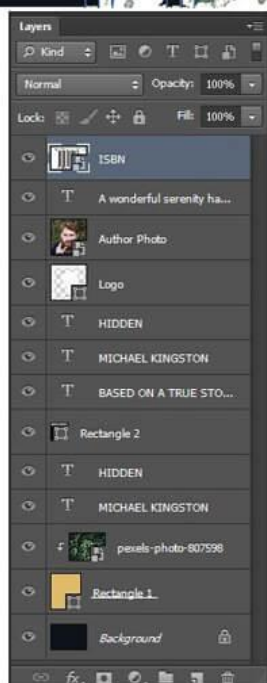 Layers
Kind
Normal Opacity: 100%
Lock: Fill: 100%
ISBN
T A wonderful serenity ha...
Author Photo
Logo
T HIDDEN
T MICHAEL KINGSTON
T BASED ON A TRUE STO...
Rectangle 2
T HIDDEN
T MICHAEL KINGSTON
pexels-photo-807598
Rectangle 1
Background
fx